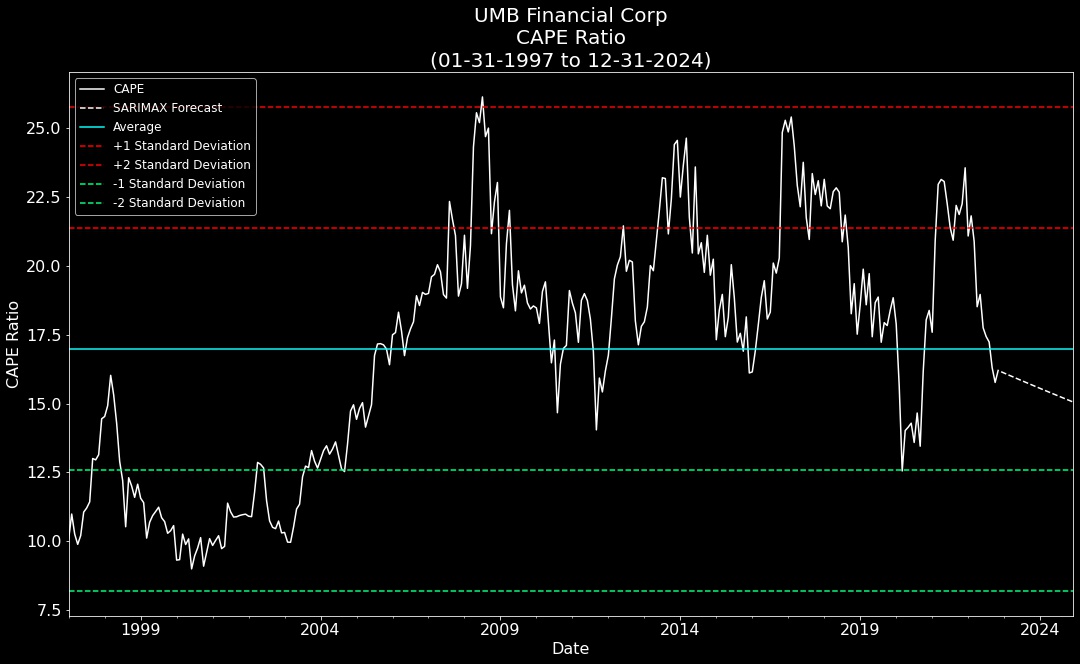 UMB Financial Corp
CAPE Ratio
(01-31-1997 to 12-31-2024)
CAPE
SARIMAX Forecast
Average
+1 Standard Deviation
+2 Standard Deviation
-1 Standard Deviation
-2 Standard Deviation
CAPE Ratio
25.0
22.5
20.0
17.5
15.0
12.5
10.0
7.5
1999 2004 2009 2014 2019 2024
Date